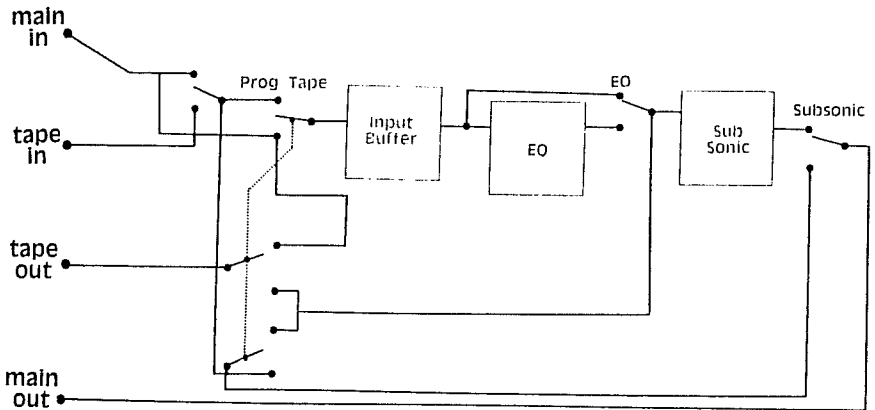 main
in
Prog Tape
EQ
Subsonic
Input
Buffer
EQ
Sub
Sonic
tape
in
tape
out
main
out